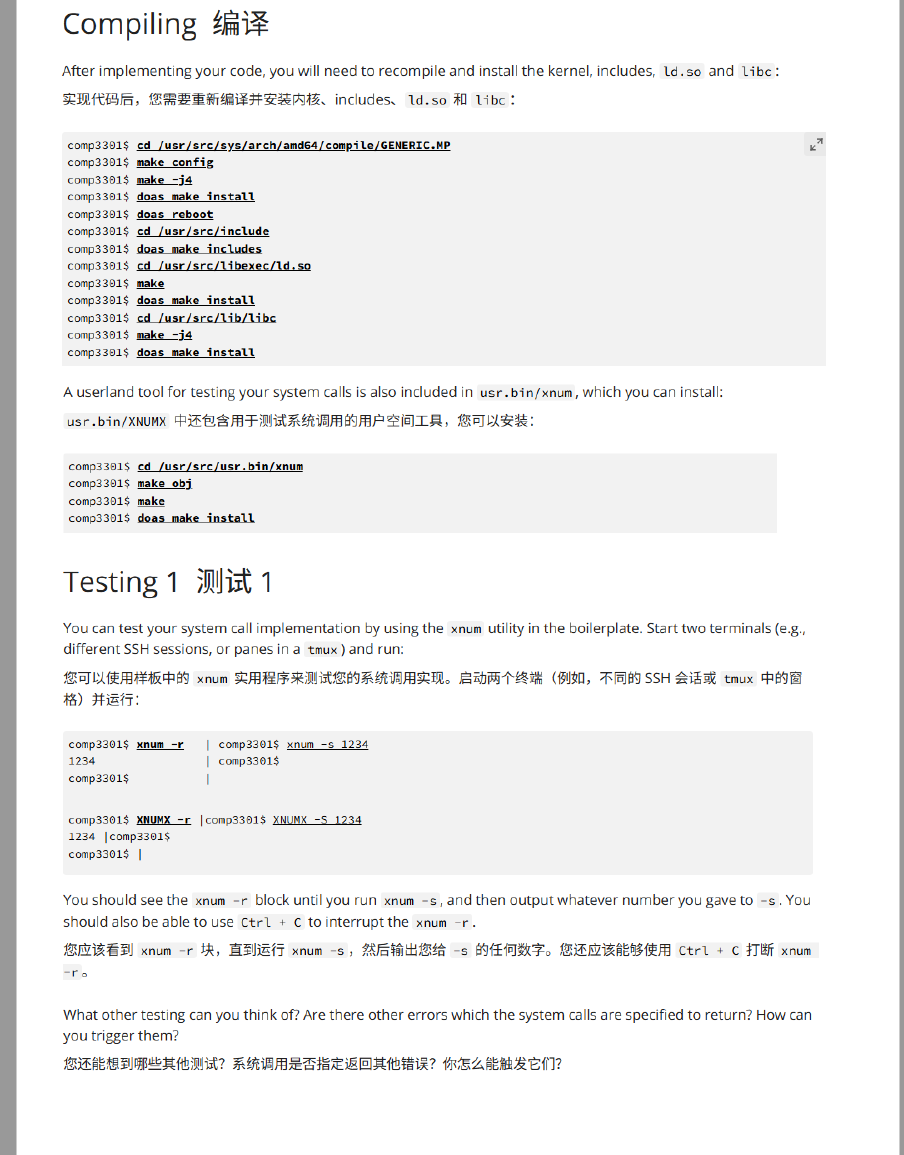 Compiling 编译
After implementing your code, you will need to recompile and install the kernel, includes, ld.so and libc:
实现代码后，您需要重新编译并安装内核、includes、ld.so 和 libc：
comp3301$ cd /usr/src/sys/arch/amd64/compile/GENERIC.MP
comp3301$ make config
comp3301$ make -j4
comp3301$ doas make install
comp3301$ doas reboot
comp3301$ cd /usr/src/include
comp3301$ doas make includes
comp3301$ cd /usr/src/libexec/ld.so
comp3301$ make
comp3301$ doas make install
comp3301$ cd /usr/src/lib/libc
comp3301$ make -j4
comp3301$ doas make install
A userland tool for testing your system calls is also included in usr.bin/xnum, which you can install:
usr.bin/XNUMX 中还包含用于测试系统调用的用户空间工具，您可以安装：
comp3301$ cd /usr/src/usr.bin/xnum
comp3301$ make obj
comp3301$ make
comp3301$ doas make install
Testing 1 测试 1
You can test your system call implementation by using the xnum utility in the boilerplate. Start two terminals (e.g.,
different SSH sessions, or panes in a tmux) and run:
您可以使用样板中的 xnum 实用程序来测试您的系统调用实现。启动两个终端（例如，不同的 SSH 会话或 tmux 中的窗
格）并运行：
comp3301$ xnum -r | comp3301$ xnum -s 1234
1234 | comp3301$
comp3301$ |
comp3301$ XNUMX -r |comp3301$ XNUMX -S 1234
1234 |comp3301$
comp3301$ |
You should see the xnum -r block until you run xnum -s, and then output whatever number you gave to -s. You
should also be able to use Ctrl + C to interrupt the xnum -r.
您应该看到 xnum -r 块，直到运行 xnum -s，然后输出您给 -s 的任何数字。您还应该能够使用 Ctrl + C 打断 xnum
-r。
What other testing can you think of? Are there other errors which the system calls are specified to return? How can
you trigger them?
您还能想到哪些其他测试？系统调用是否指定返回其他错误？你怎么能触发它们？